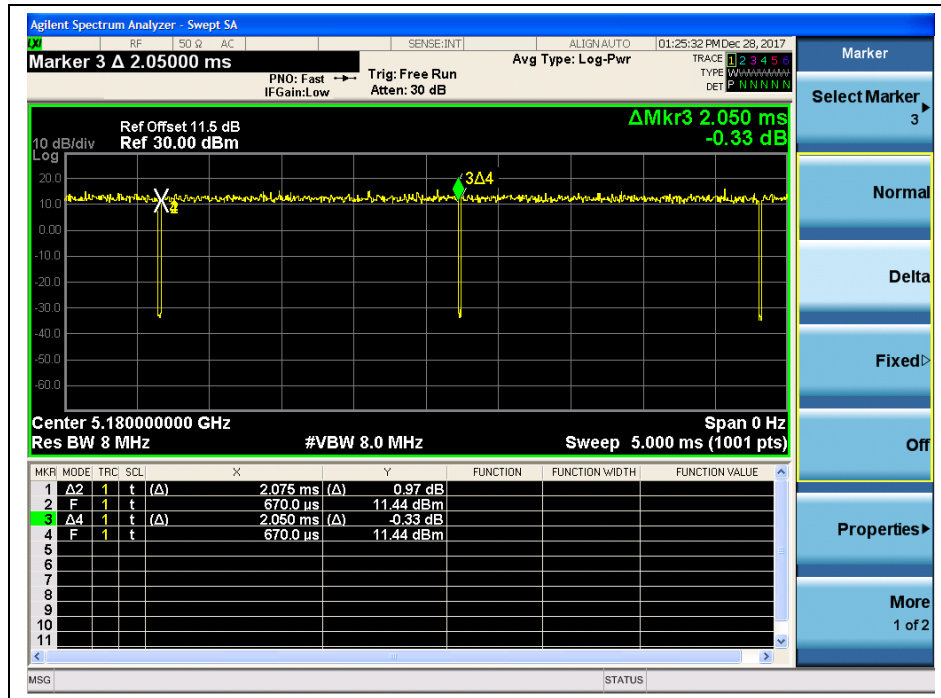 Agilent Spectrum Analyzer - Swept SA
LXI RF 50 Ω AC SENSE:INT ALIGN AUTO 01:25:32 PM Dec 28, 2017
Marker 3 Δ 2.05000 ms
PNO: Fast
IFGain:Low
Trig: Free Run
Atten: 30 dB
Avg Type: Log-Pwr
TRACE 1 2 3 4 5 6
TYPE WWWWWWW
DET P N N N N N
Ref Offset 11.5 dB
Ref 30.00 dBm
10 dB/div
Log
ΔMkr3 2.050 ms
-0.33 dB
20.0
10.0
0.00
-10.0
-20.0
-30.0
-40.0
-50.0
-60.0
3Δ4
Center 5.180000000 GHz
Span 0 Hz
Res BW 8 MHz
#VBW 8.0 MHz
Sweep 5.000 ms (1001 pts)
MKR MODE TRC SCL X Y FUNCTION FUNCTION WIDTH FUNCTION VALUE
1 Δ2 1 t (Δ) 2.075 ms (Δ) 0.97 dB
2 F 1 t 670.0 µs 11.44 dBm
3 Δ4 1 t (Δ) 2.050 ms (Δ) -0.33 dB
4 F 1 t 670.0 µs 11.44 dBm
5
6
7
8
9
10
11
MSG
STATUS
Marker
Select Marker
3
Normal
Delta
Fixed
Off
Properties
More
1 of 2